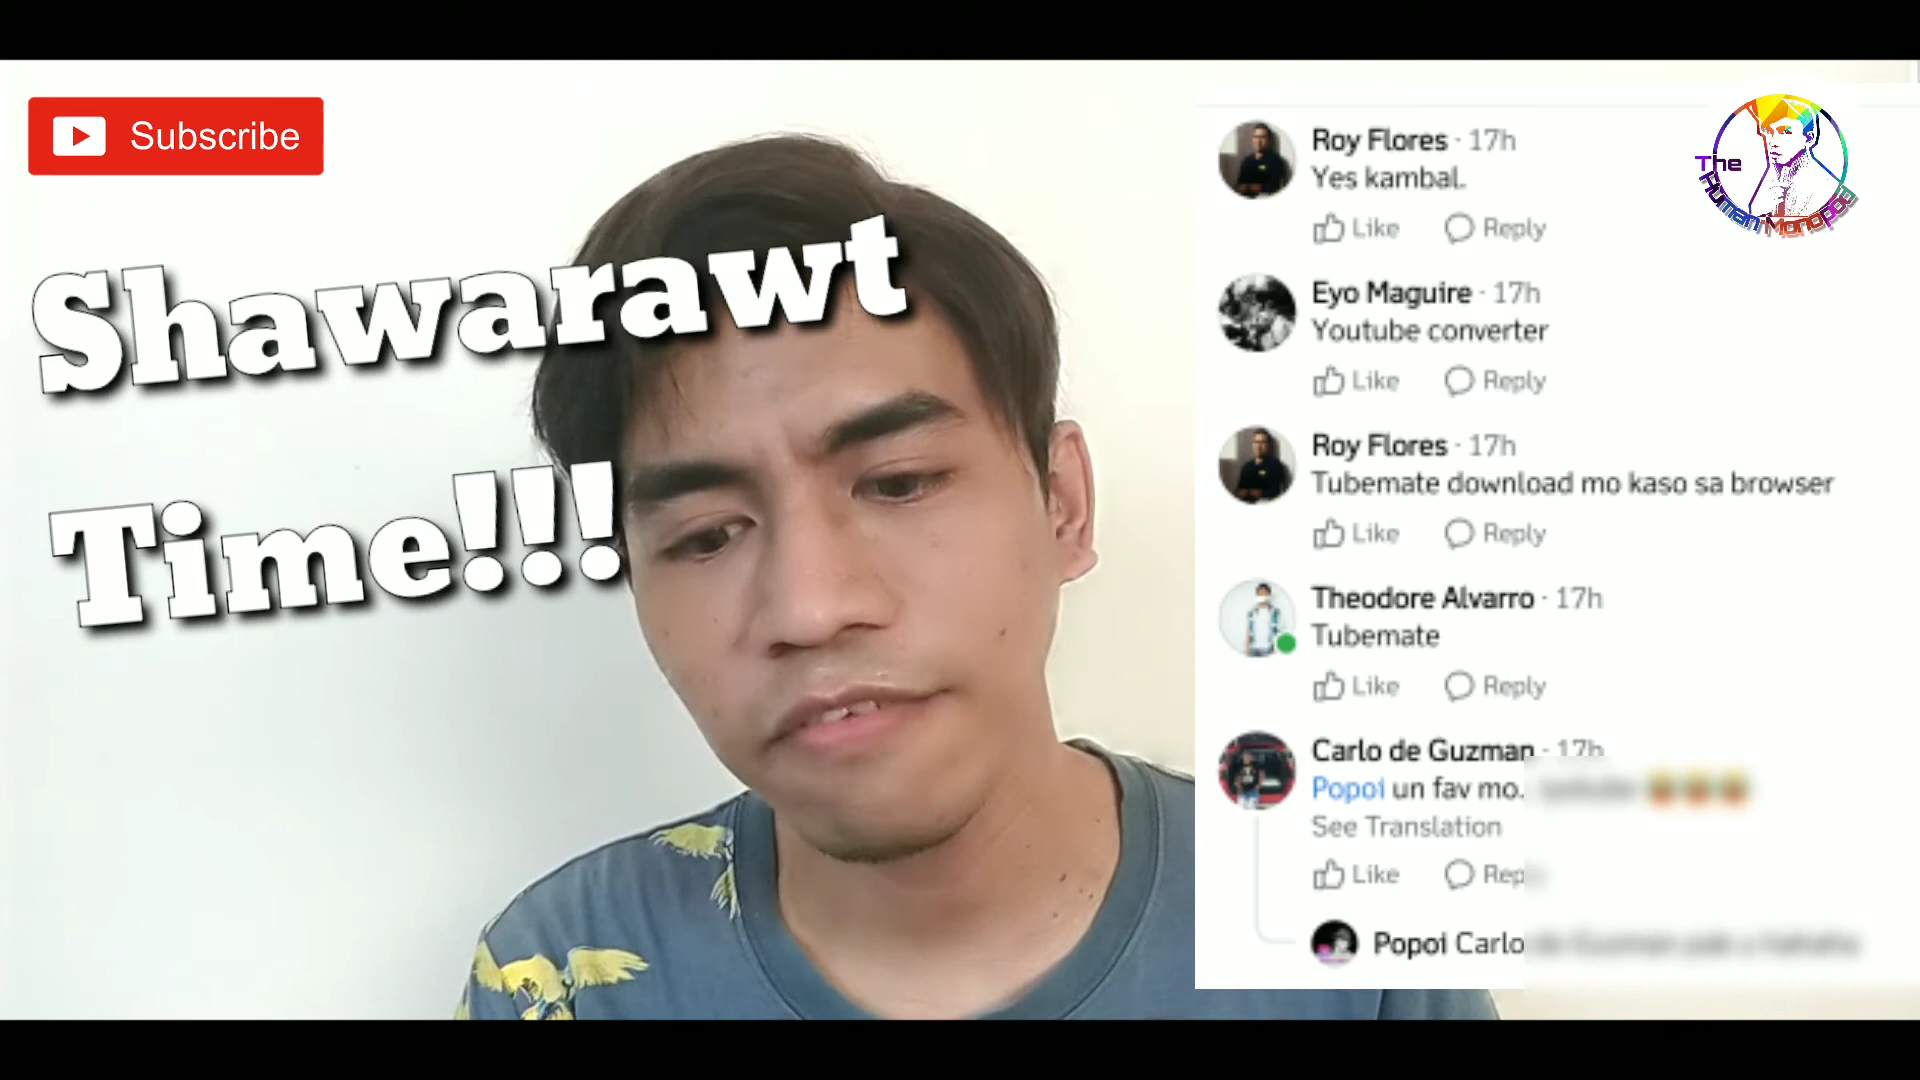 Subscribe
Shawarawt
Time!!!
The
Human Monopod
Roy Flores · 17h
Yes kambal.
Like Reply
Eyo Maguire · 17h
Youtube converter
Like Reply
Roy Flores · 17h
Tubemate download mo kaso sa browser
Like Reply
Theodore Alvarro · 17h
Tubemate
Like Reply
Carlo de Guzman · 17h
Popoi un fav mo.
See Translation
Like Rep
Popoi Carlo